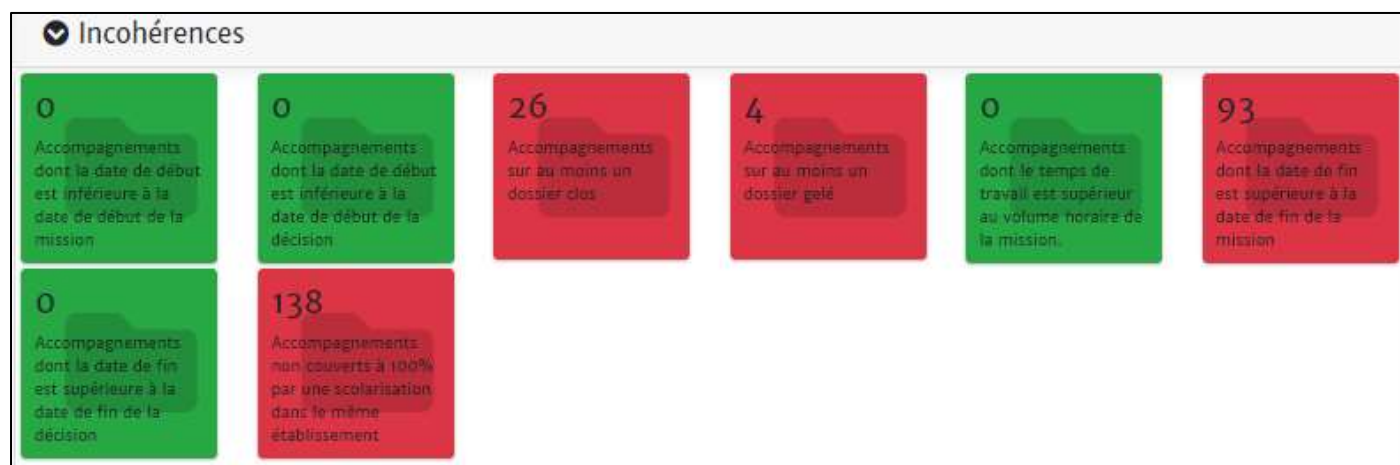 Incohérences
0
Accompagnements
dont la date de début
est inférieure à la
date de début de la
mission
0
Accompagnements
dont la date de début
est inférieure à la
date de début de la
décision
26
Accompagnements
sur au moins un
dossier clos
4
Accompagnements
sur au moins un
dossier gelé
0
Accompagnements
dont le temps de
travail est supérieur
au volume horaire de
la mission.
93
Accompagnements
dont la date de fin
est supérieure à la
date de fin de la
mission
0
Accompagnements
dont la date de fin
est supérieure à la
date de fin de la
décision
138
Accompagnements
non couverts à 100%
par une scolarisation
dans le même
établissement